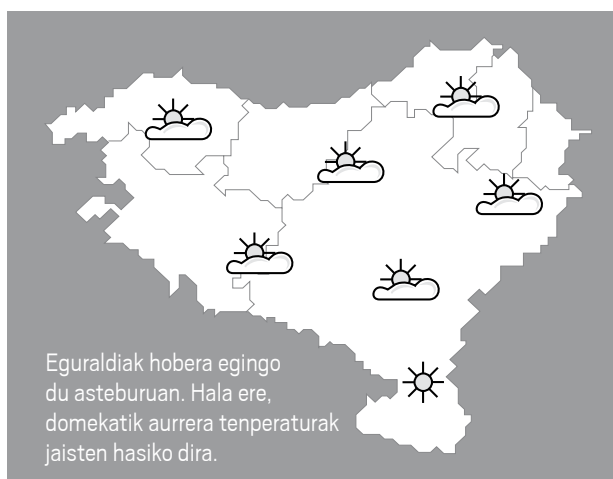 Eguraldiak hobera egingo
du asteburuan. Hala ere,
domekatik aurrera tenperaturak
jaisten hasiko dira.